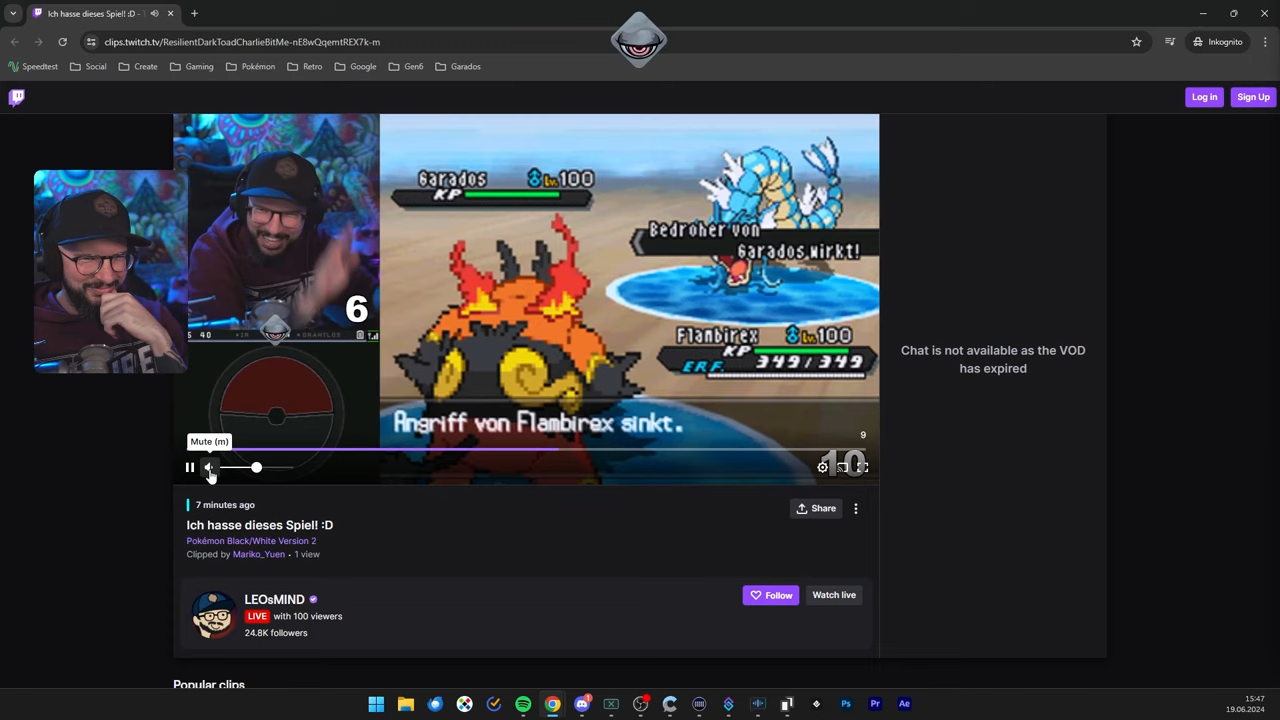 Ich hasse dieses Spiel! :D -
clips.twitch.tv/ResilientDarkToadCharlieBitMe-nE8wQqemtREX7k-m
Inkognito
Speedtest
Social
Create
Gaming
Pokémon
Retro
Google
Gen6
Garados
Log in
Sign Up
Garados
Lv.100
KP
Bedroher von
Garados wirkt!
6
Flambirex
Lv.100
KP
ERF.
349/349
Chat is not available as the VOD
has expired
Angriff von Flambirex sinkt.
Mute (m)
9
10
7 minutes ago
Share
Ich hasse dieses Spiel! :D
Pokémon Black/White Version 2
Clipped by Mariko_Yuen • 1 view
LEOsMIND
LIVE with 100 viewers
24.8K followers
Follow
Watch live
Popular clips
1
Ps
Pr
Ae
15:47
19.06.2024